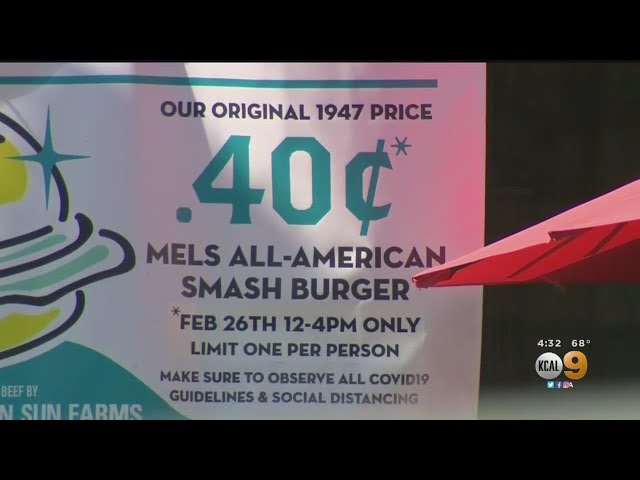 OUR ORIGINAL 1947 PRICE
.40¢*
MELS ALL-AMERICAN
SMASH BURGER
*FEB 26TH 12-4PM ONLY
LIMIT ONE PER PERSON
MAKE SURE TO OBSERVE ALL COVID19
GUIDELINES & SOCIAL DISTANCING
BEEF BY
SUN FARMS
4:32 68°
KCAL 9